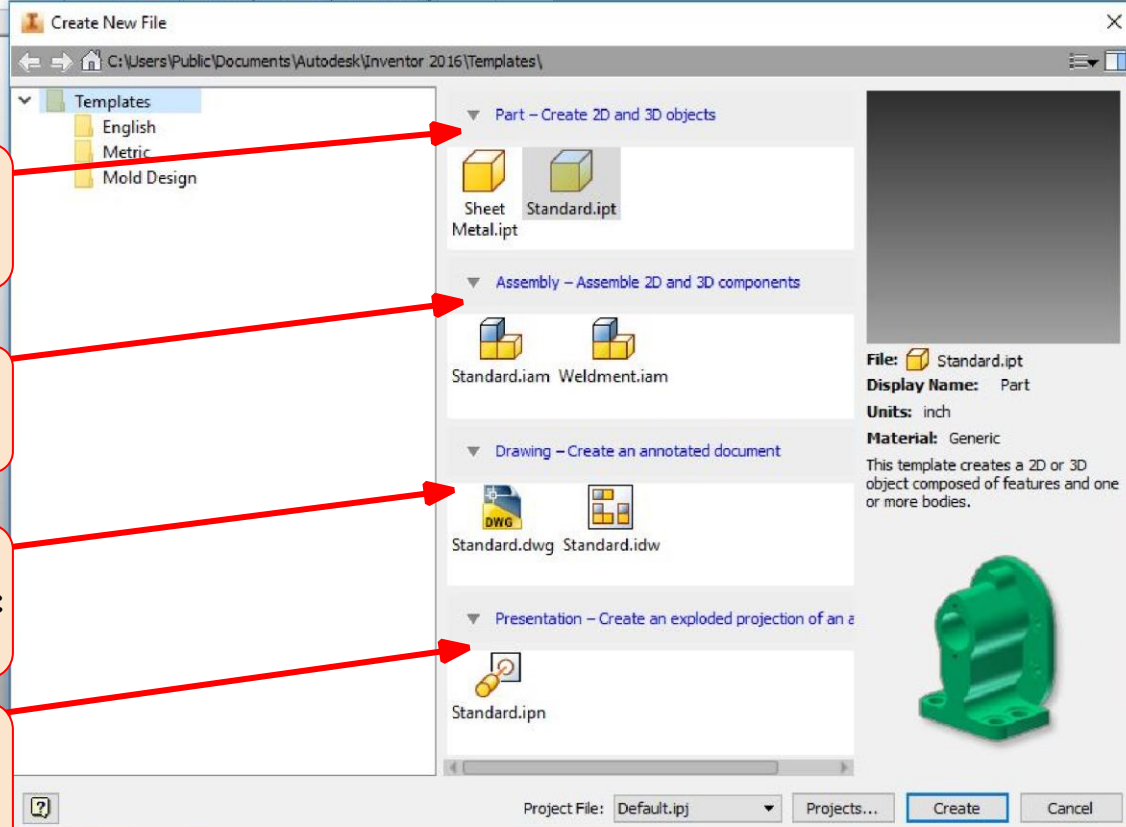 Create New File
C:\Users\Public\Documents\Autodesk\Inventor 2016\Templates\
Templates
English
Metric
Mold Design
Part – Create 2D and 3D objects
Sheet
Metal.ipt
Standard.ipt
Assembly – Assemble 2D and 3D components
Standard.iam Weldment.iam
Drawing – Create an annotated document
DWG
Standard.dwg Standard.idw
Presentation – Create an exploded projection of an a
Standard.ipn
File: Standard.ipt
Display Name: Part
Units: inch
Material: Generic
This template creates a 2D or 3D
object composed of features and one
or more bodies.
:
?
Project File: Default.ipj Projects... Create Cancel